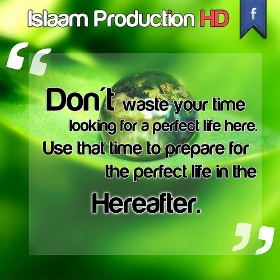 Islaam Production HD
f
“
Don´t waste your time
looking for a perfect life here.
Use that time to prepare for
the perfect life in the
Hereafter.
”